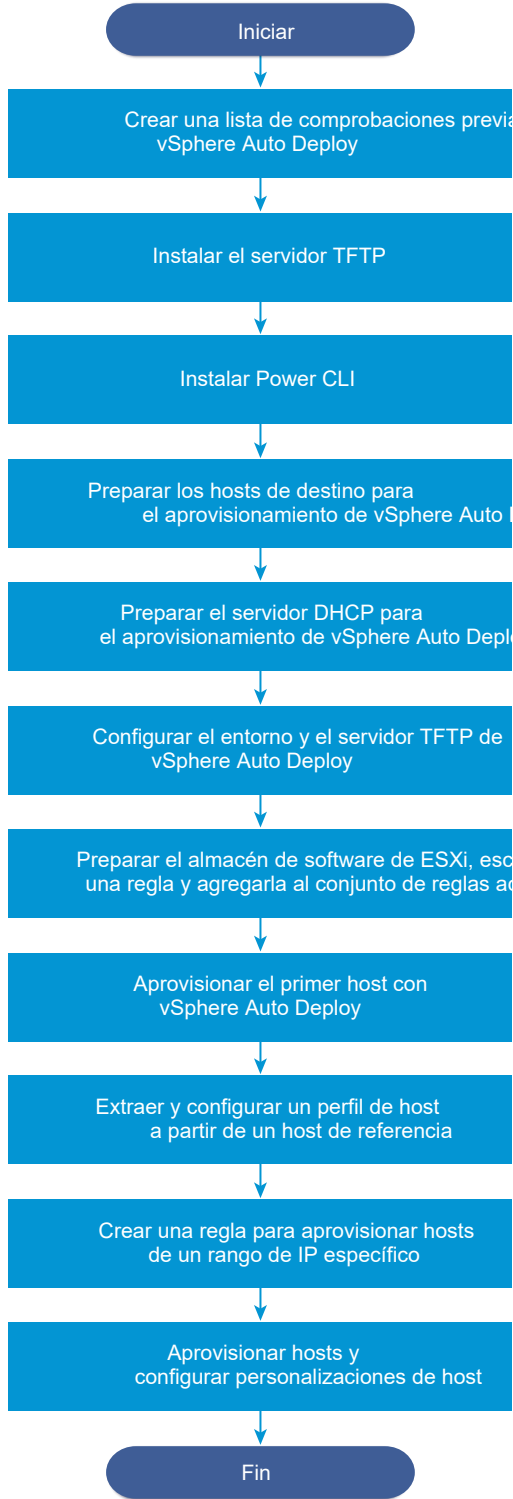 Iniciar
Crear una lista de comprobaciones previa
vSphere Auto Deploy
Instalar el servidor TFTP
Instalar Power CLI
Preparar los hosts de destino para
el aprovisionamiento de vSphere Auto
Preparar el servidor DHCP para
el aprovisionamiento de vSphere Auto Depl
Configurar el entorno y el servidor TFTP de
vSphere Auto Deploy
Preparar el almacén de software de ESXi, esc
una regla y agregarla al conjunto de reglas ac
Aprovisionar el primer host con
vSphere Auto Deploy
Extraer y configurar un perfil de host
a partir de un host de referencia
Crear una regla para aprovisionar hosts
de un rango de IP específico
Aprovisionar hosts y
configurar personalizaciones de host
Fin